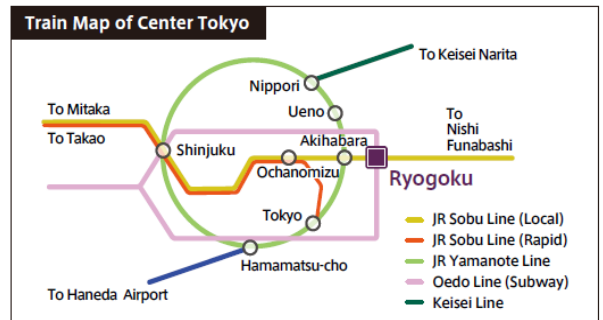 Train Map of Center Tokyo
To Keisei Narita
Nippori
Ueno
To Mitaka
To Takao
To
Nishi
Funabashi
Akihabara
Shinjuku
Ochanomizu
Ryogoku
Tokyo
Hamamatsu-cho
To Haneda Airport
JR Sobu Line (Local)
JR Sobu Line (Rapid)
JR Yamanote Line
Oedo Line (Subway)
Keisei Line